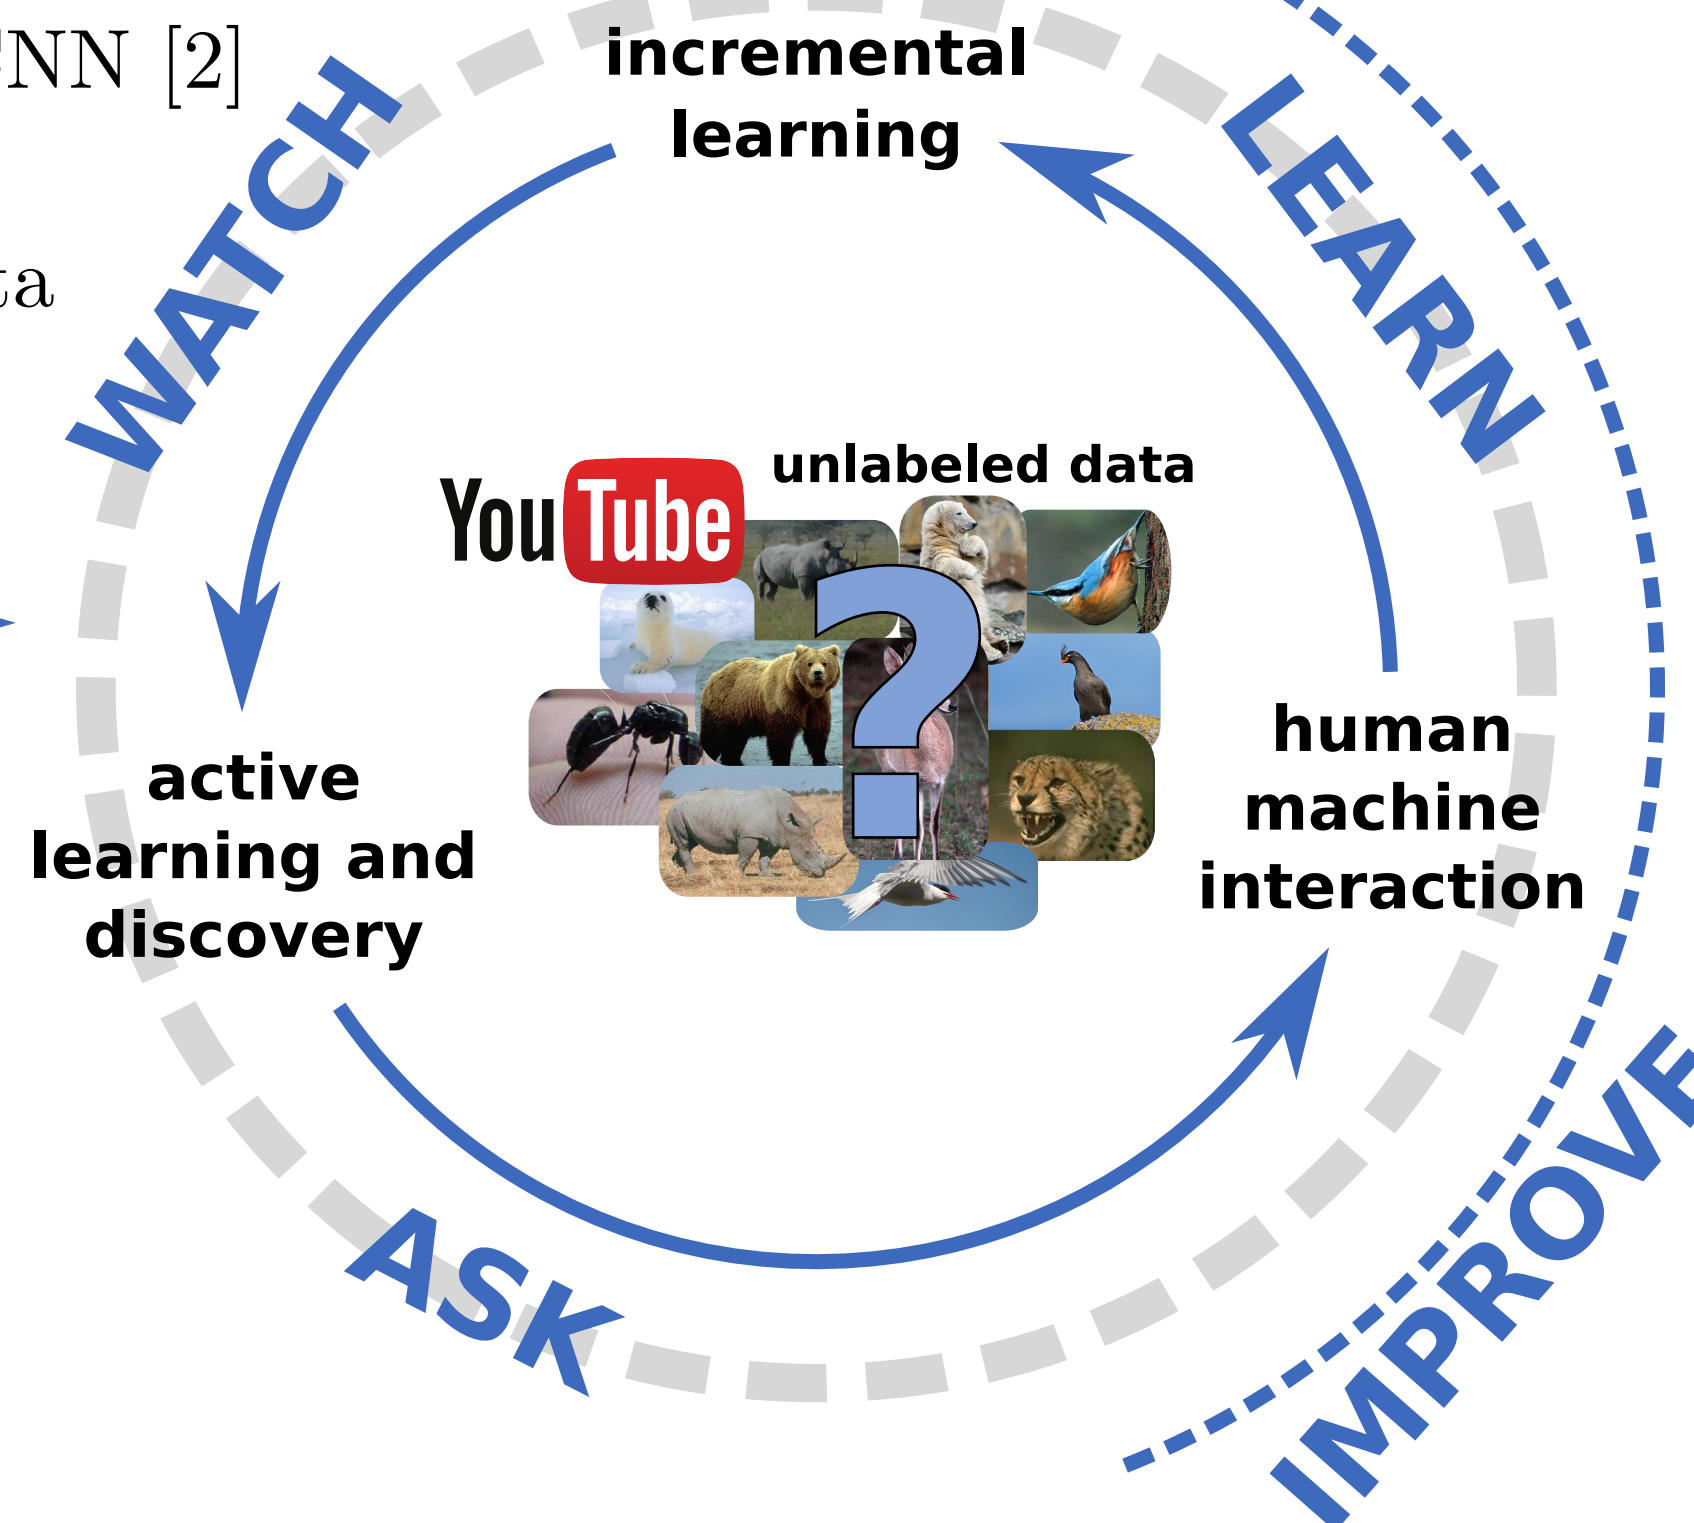 NN [2]
incremental
learning
WATCH
LEARN
ta
unlabeled data
YouTube
?
human
machine
interaction
active
learning and
discovery
ASK
IMPROVE